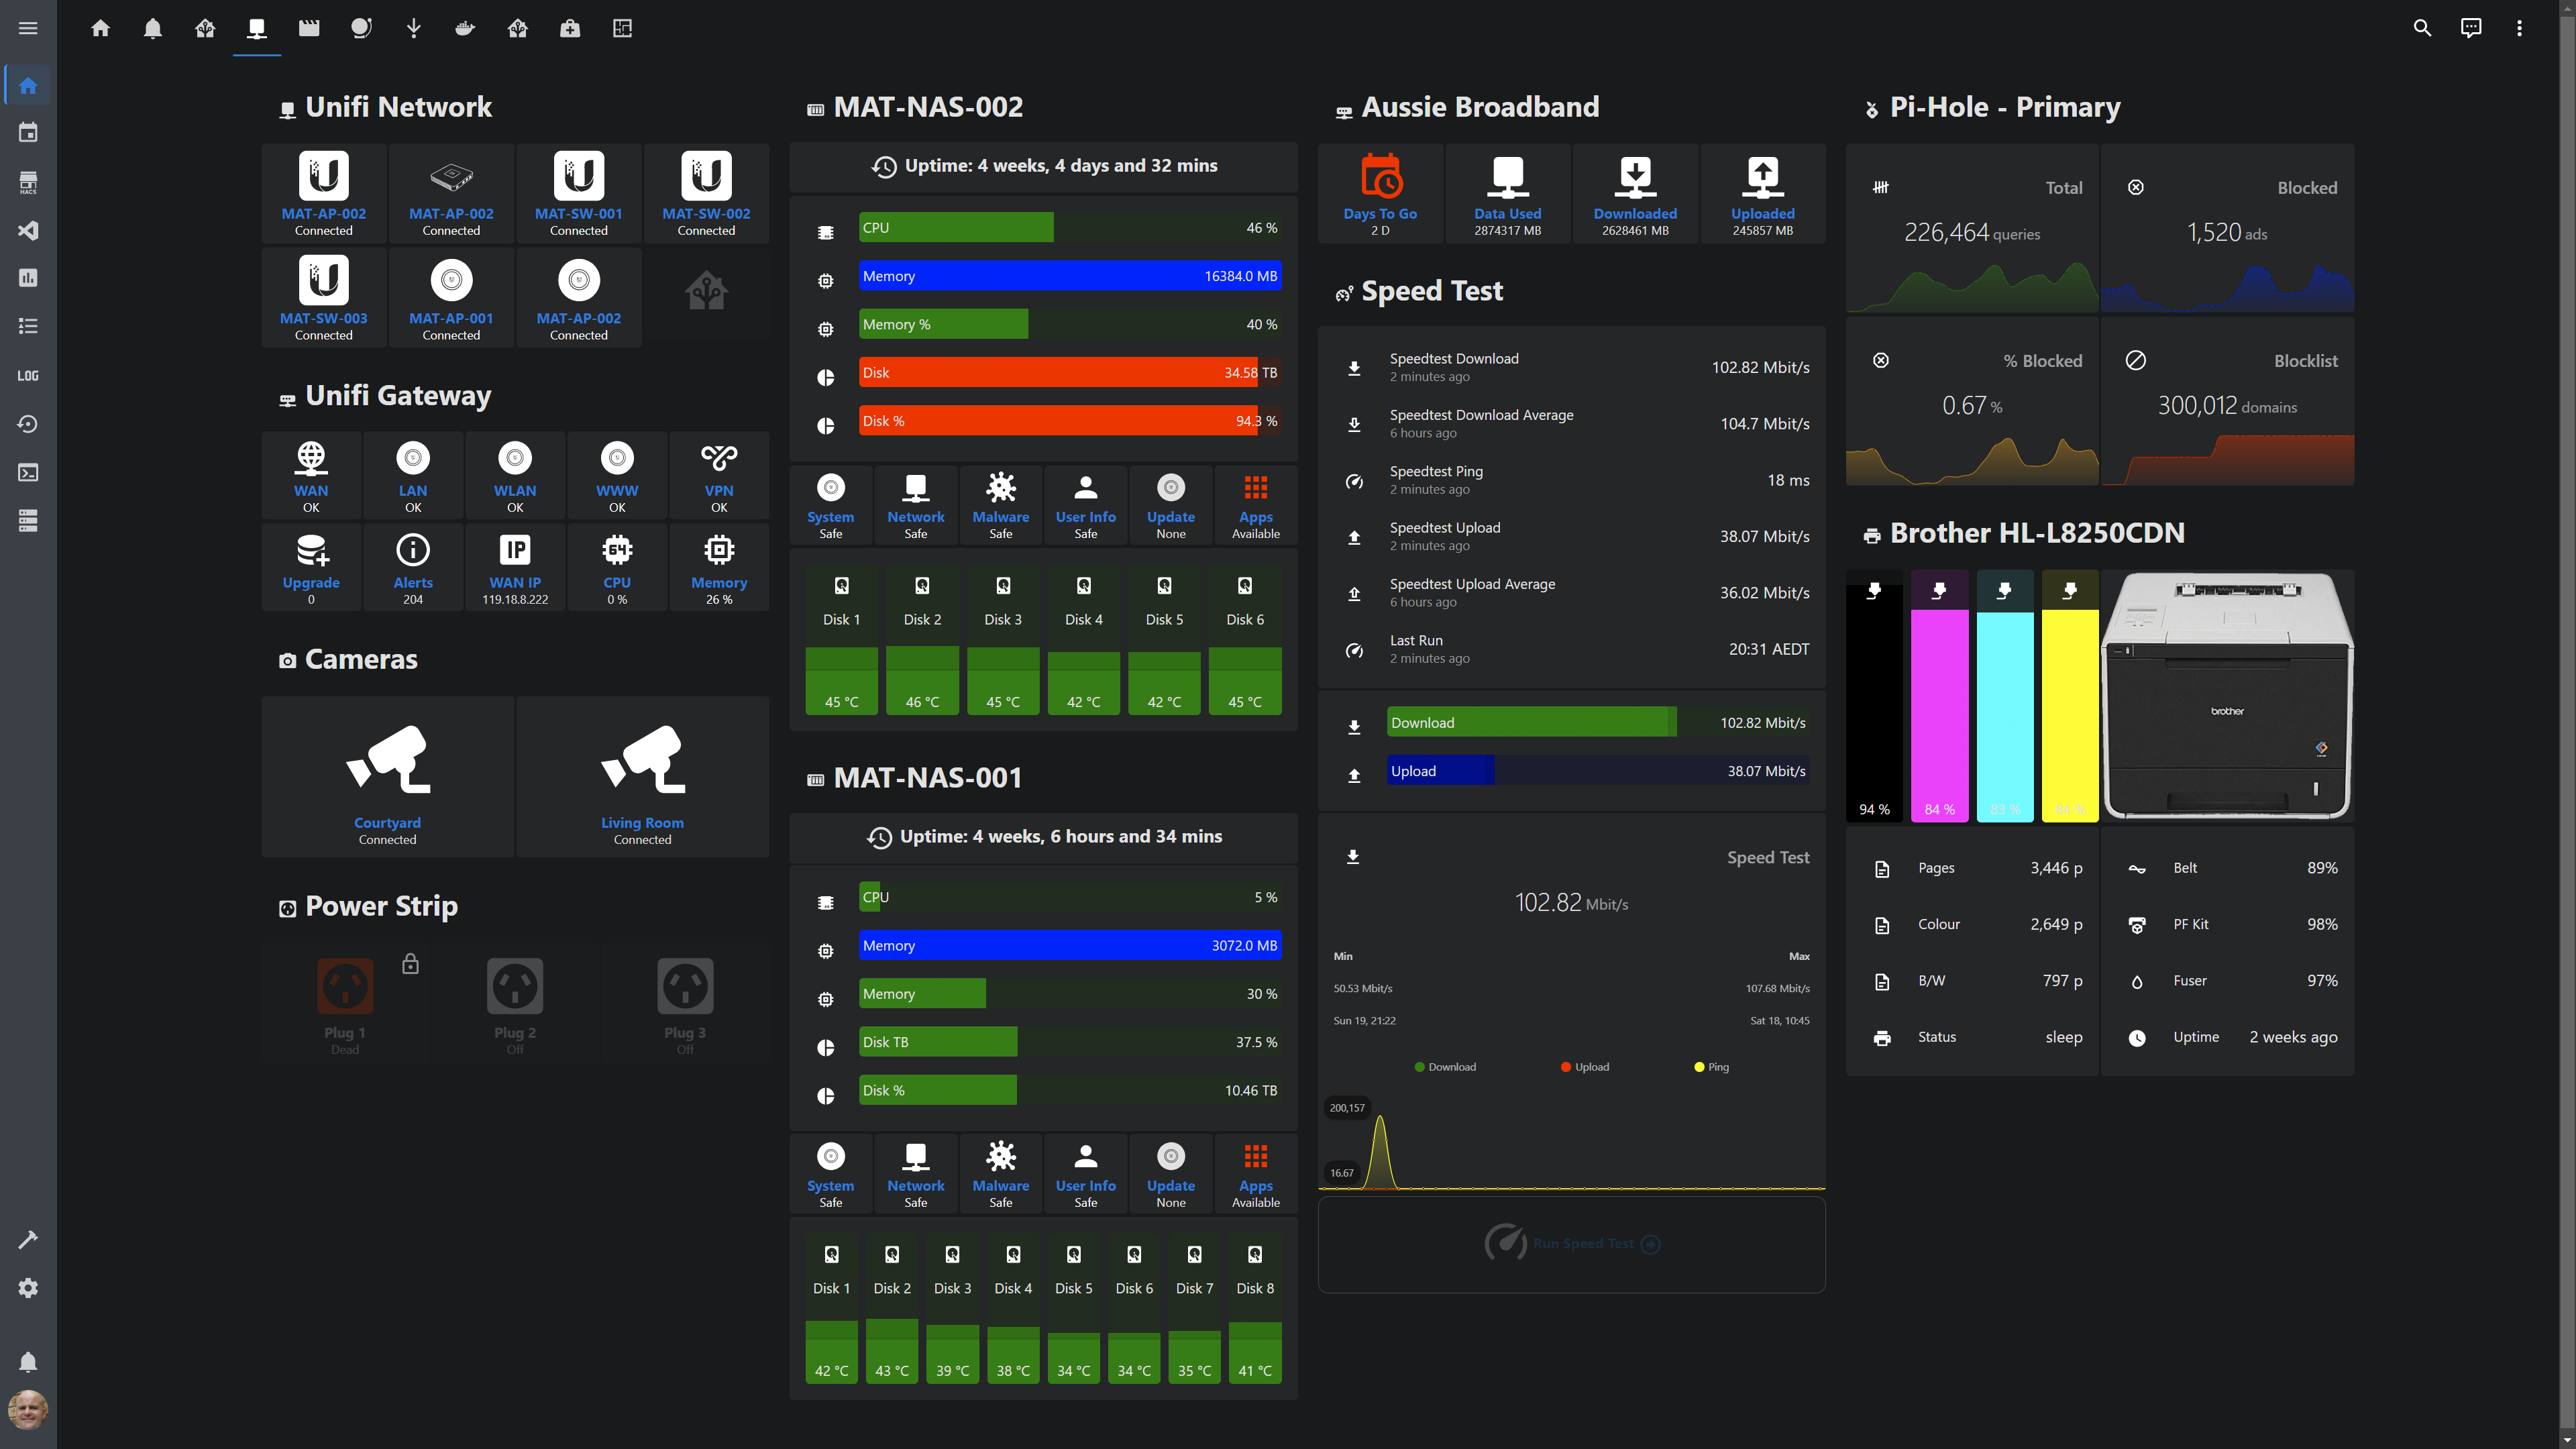 HACS
LOG
Unifi Network
MAT-AP-002
Connected
MAT-AP-002
Connected
MAT-SW-001
Connected
MAT-SW-002
Connected
MAT-SW-003
Connected
MAT-AP-001
Connected
MAT-AP-002
Connected
Unifi Gateway
WAN
OK
LAN
OK
WLAN
OK
WWW
OK
VPN
OK
Upgrade
0
Alerts
204
IP
WAN IP
119.18.8.222
64
CPU
0 %
Memory
26 %
Cameras
Courtyard
Connected
Living Room
Connected
Power Strip
Plug 1
Dead
Plug 2
Off
Plug 3
Off
MAT-NAS-002
Uptime: 4 weeks, 4 days and 32 mins
CPU 46 %
Memory 16384.0 MB
Memory % 40 %
Disk 34.58 TB
Disk % 94.3 %
System
Safe
Network
Safe
Malware
Safe
User Info
Safe
Update
None
Apps
Available
Disk 1
45 °C
Disk 2
46 °C
Disk 3
45 °C
Disk 4
42 °C
Disk 5
42 °C
Disk 6
45 °C
MAT-NAS-001
Uptime: 4 weeks, 6 hours and 34 mins
CPU 5 %
Memory 3072.0 MB
Memory 30 %
Disk TB 37.5 %
Disk % 10.46 TB
System
Safe
Network
Safe
Malware
Safe
User Info
Safe
Update
None
Apps
Available
Disk 1
42 °C
Disk 2
43 °C
Disk 3
39 °C
Disk 4
38 °C
Disk 5
34 °C
Disk 6
34 °C
Disk 7
35 °C
Disk 8
41 °C
Aussie Broadband
Days To Go
2 D
Data Used
2874317 MB
Downloaded
2628461 MB
Uploaded
245857 MB
Speed Test
Speedtest Download 102.82 Mbit/s
2 minutes ago
Speedtest Download Average 104.7 Mbit/s
6 hours ago
Speedtest Ping 18 ms
2 minutes ago
Speedtest Upload 38.07 Mbit/s
2 minutes ago
Speedtest Upload Average 36.02 Mbit/s
6 hours ago
Last Run 20:31 AEDT
2 minutes ago
Download 102.82 Mbit/s
Upload 38.07 Mbit/s
Speed Test
102.82 Mbit/s
Min Max
50.53 Mbit/s 107.68 Mbit/s
Sun 19, 21:22 Sat 18, 10:45
Download Upload Ping
200,157
16.67
Run Speed Test
Pi-Hole - Primary
Total
226,464 queries
Blocked
1,520 ads
% Blocked
0.67 %
Blocklist
300,012 domains
Brother HL-L8250CDN
94 %
84 %
83 %
brother
Pages 3,446 p
Colour 2,649 p
B/W 797 p
Status sleep
Belt 89%
PF Kit 98%
Fuser 97%
Uptime 2 weeks ago